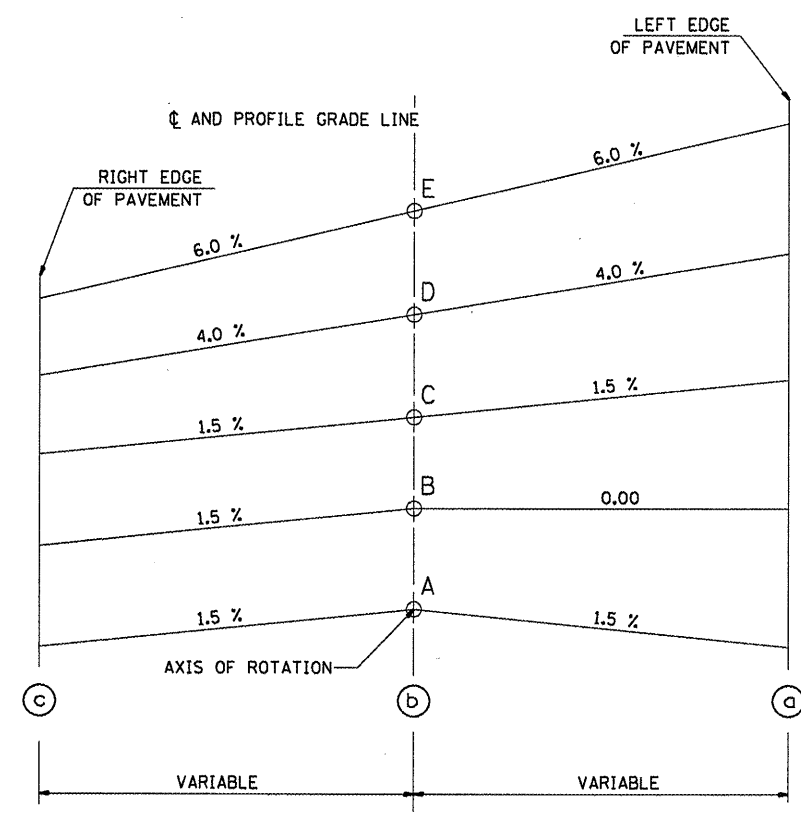 LEFT EDGE
OF PAVEMENT
℄ AND PROFILE GRADE LINE
RIGHT EDGE
OF PAVEMENT
6.0 %
E
6.0 %
4.0 %
D
4.0 %
C
1.5 %
1.5 %
B
0.00
1.5 %
A
1.5 %
1.5 %
AXIS OF ROTATION
c
b
a
VARIABLE
VARIABLE